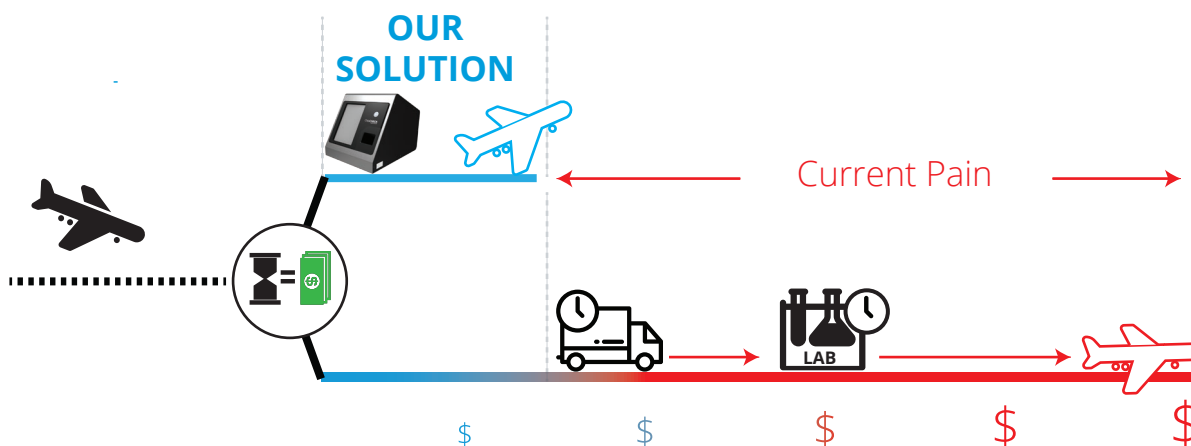 OUR
SOLUTION
Current Pain
=
$
LAB
$ $ $ $ $